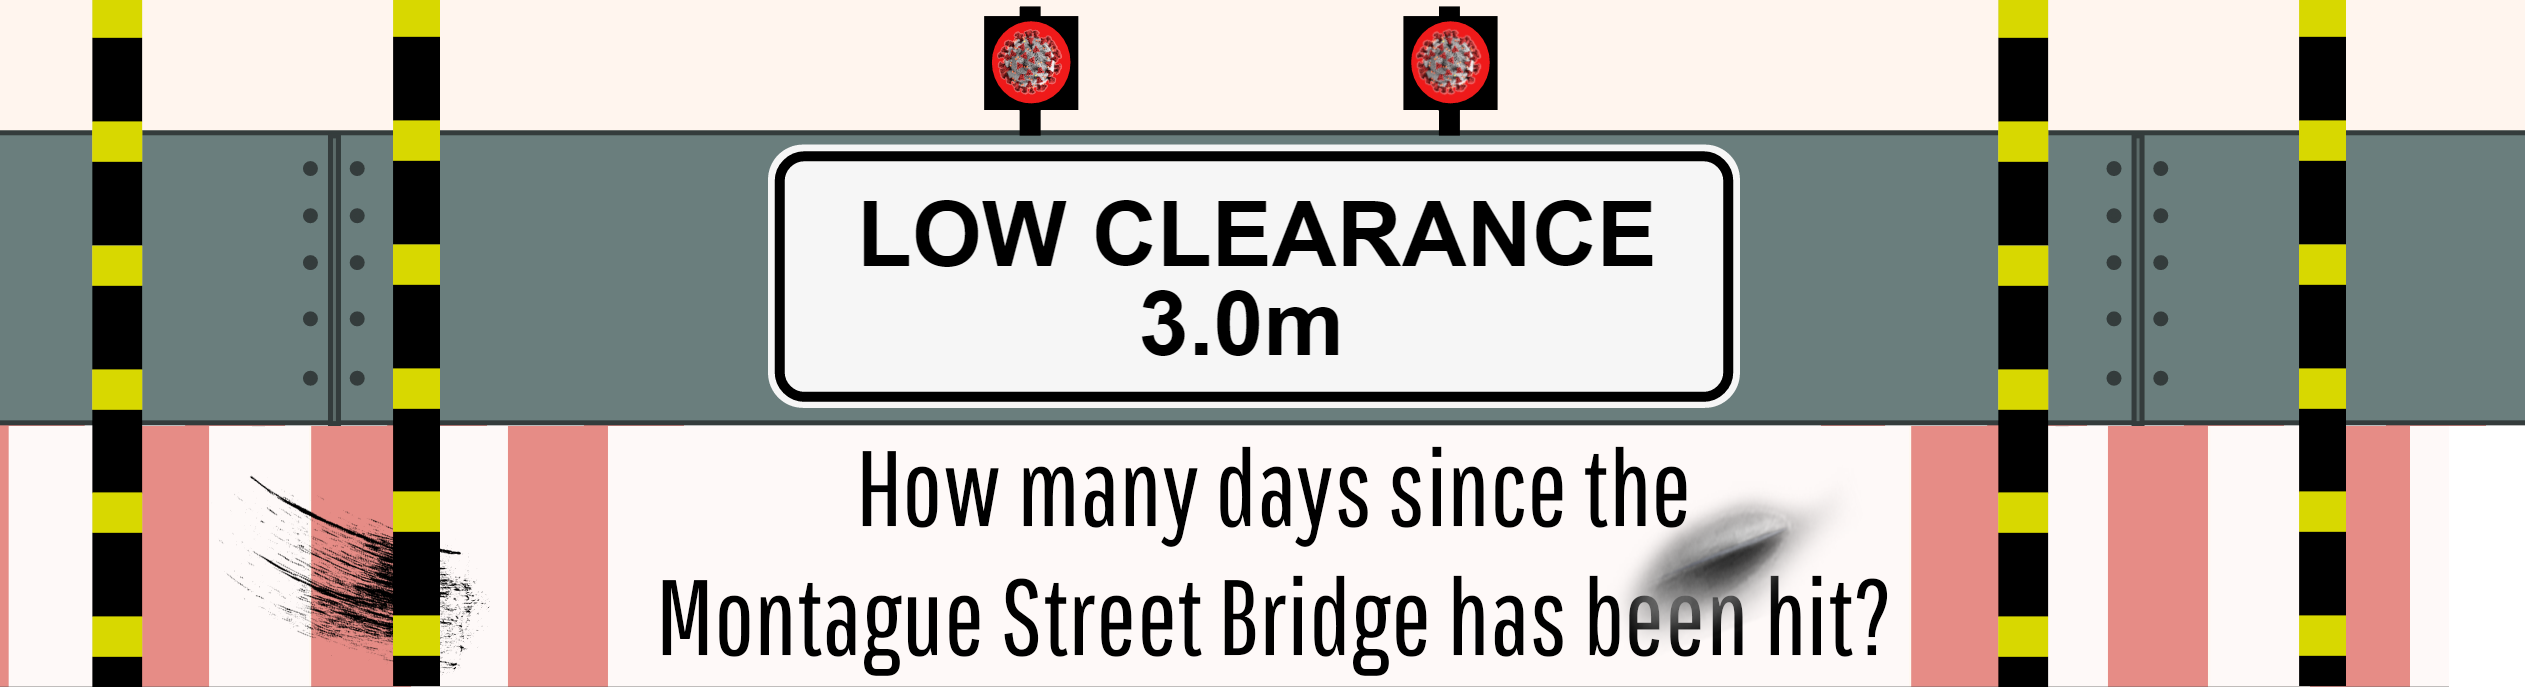 LOW CLEARANCE
3.0m
How many days since the
Montague Street Bridge has been hit?